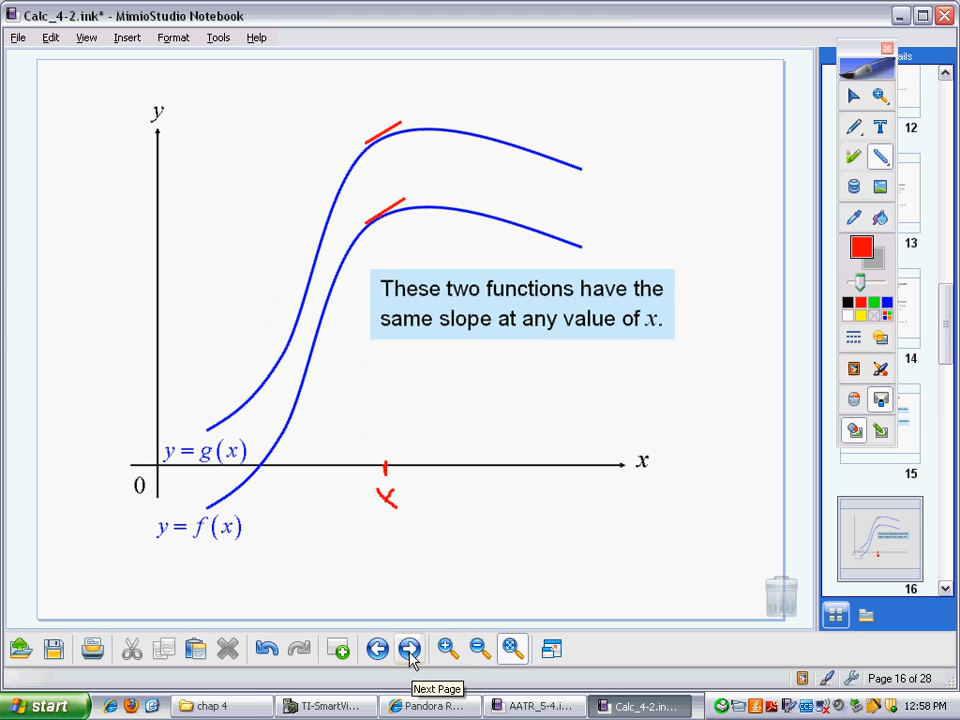 Calc_4-2.ink* - MimioStudio Notebook
File Edit View Insert Format Tools Help
ails
y
12
13
These two functions have the
same slope at any value of x.
14
y = g(x)
x
0
x
15
y = f(x)
16
Next Page
Page 16 of 28
start
chap 4
TI-SmartVi...
Pandora R...
AATR_5-4.i...
Calc_4-2.in...
12:58 PM